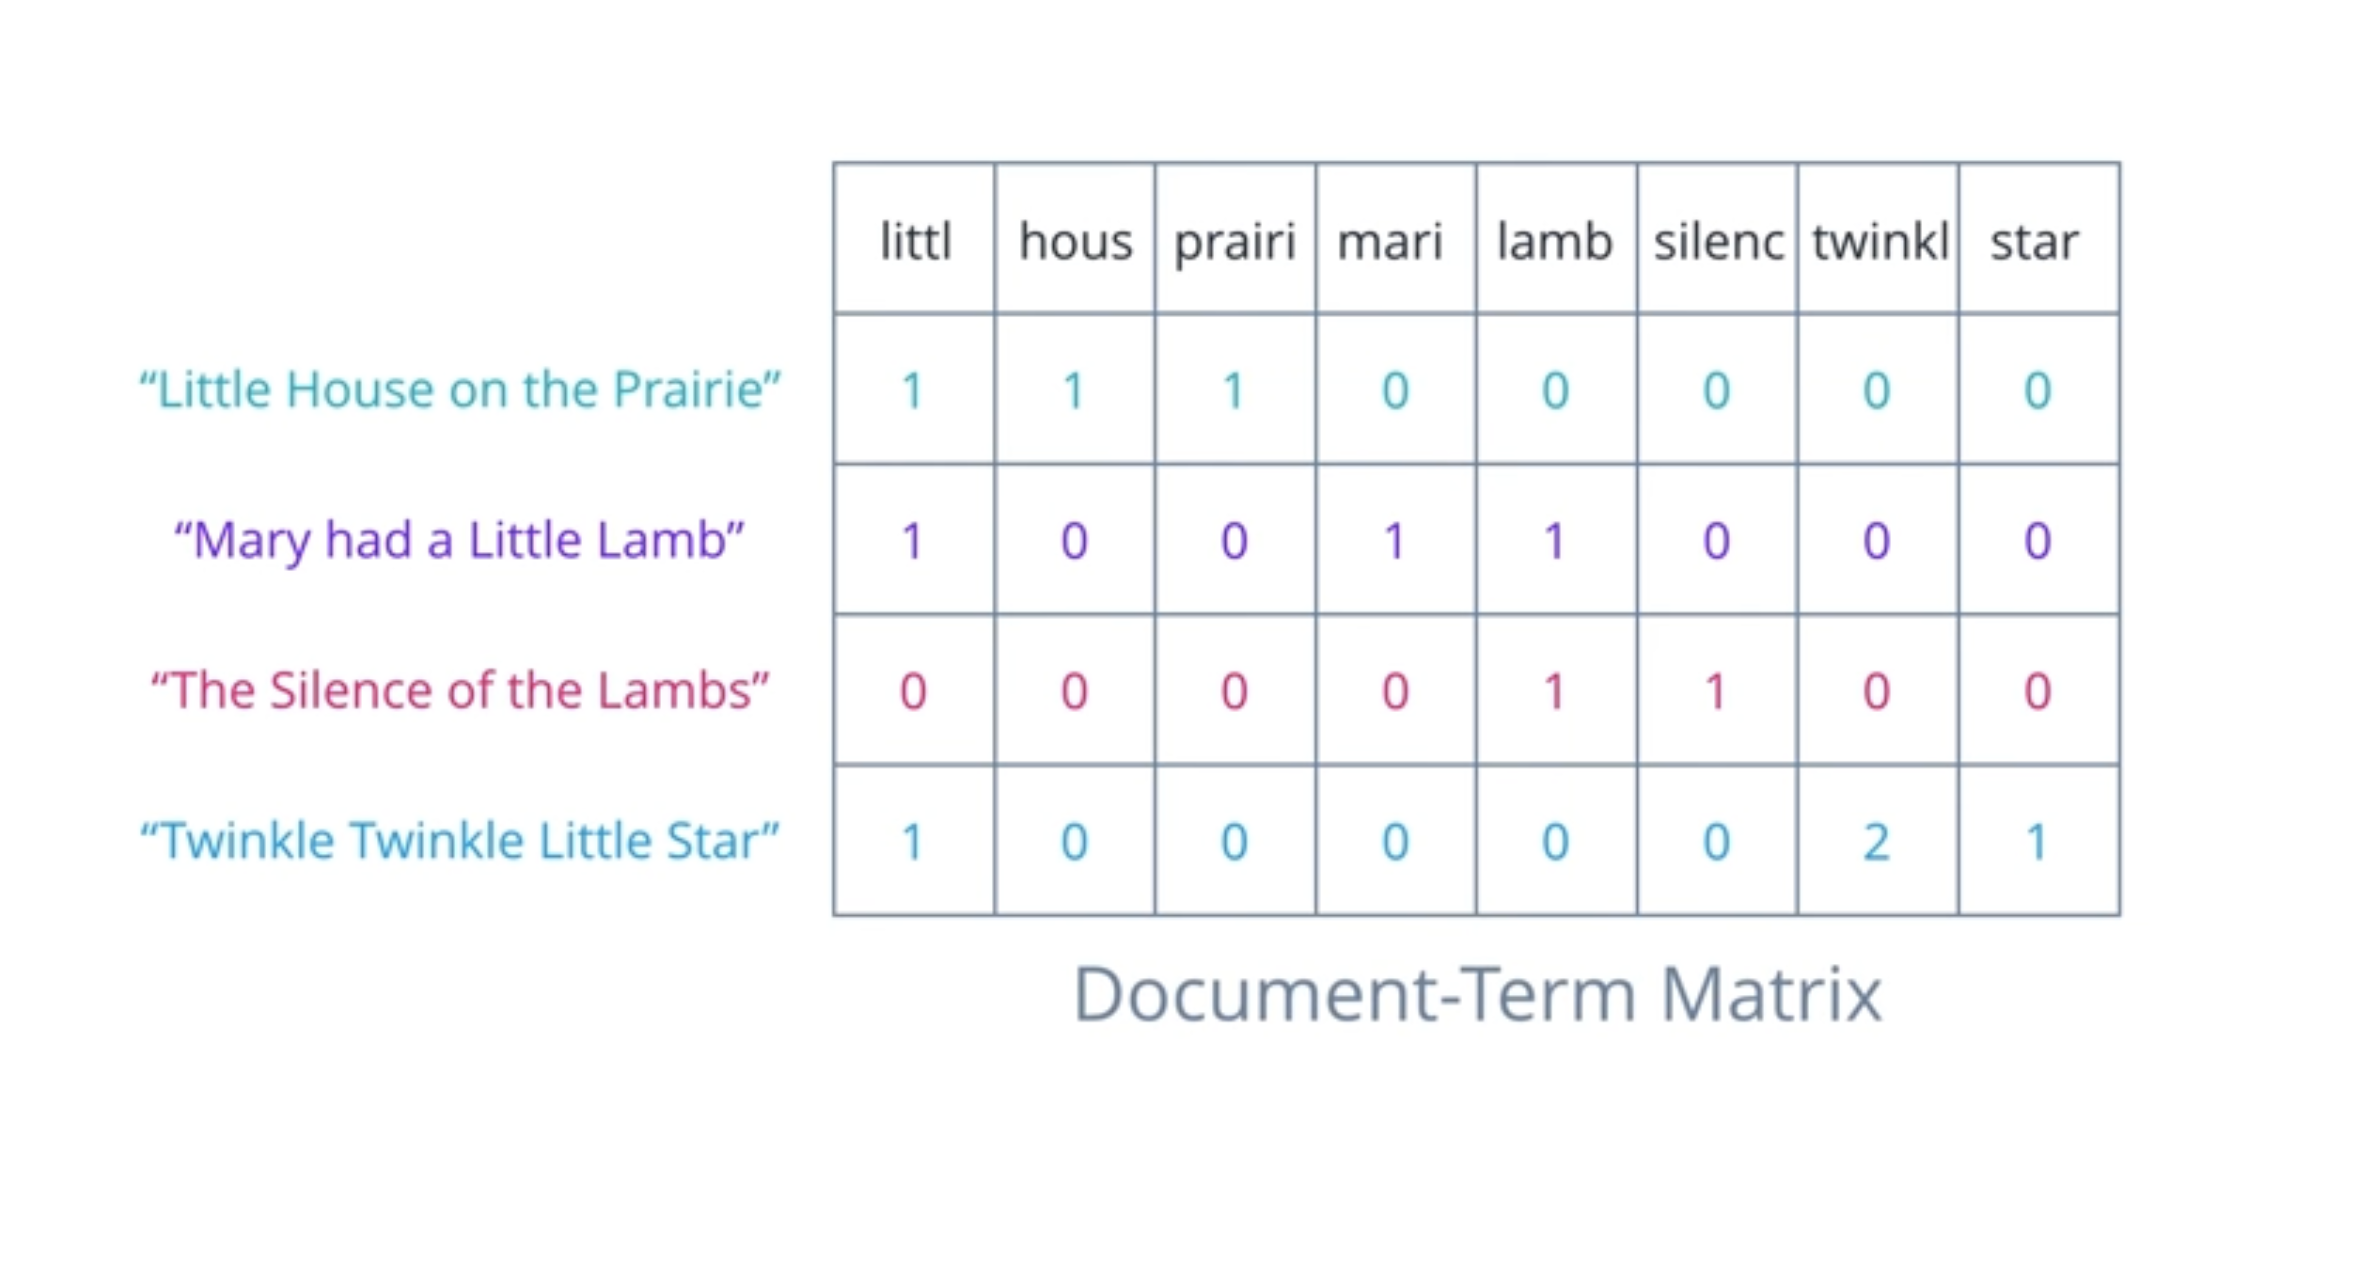 littl hous prairi mari lamb silenc twinkl star
“Little House on the Prairie” 1 1 1 0 0 0 0 0
“Mary had a Little Lamb” 1 0 0 1 1 0 0 0
“The Silence of the Lambs” 0 0 0 0 1 1 0 0
“Twinkle Twinkle Little Star” 1 0 0 0 0 0 2 1
Document-Term Matrix